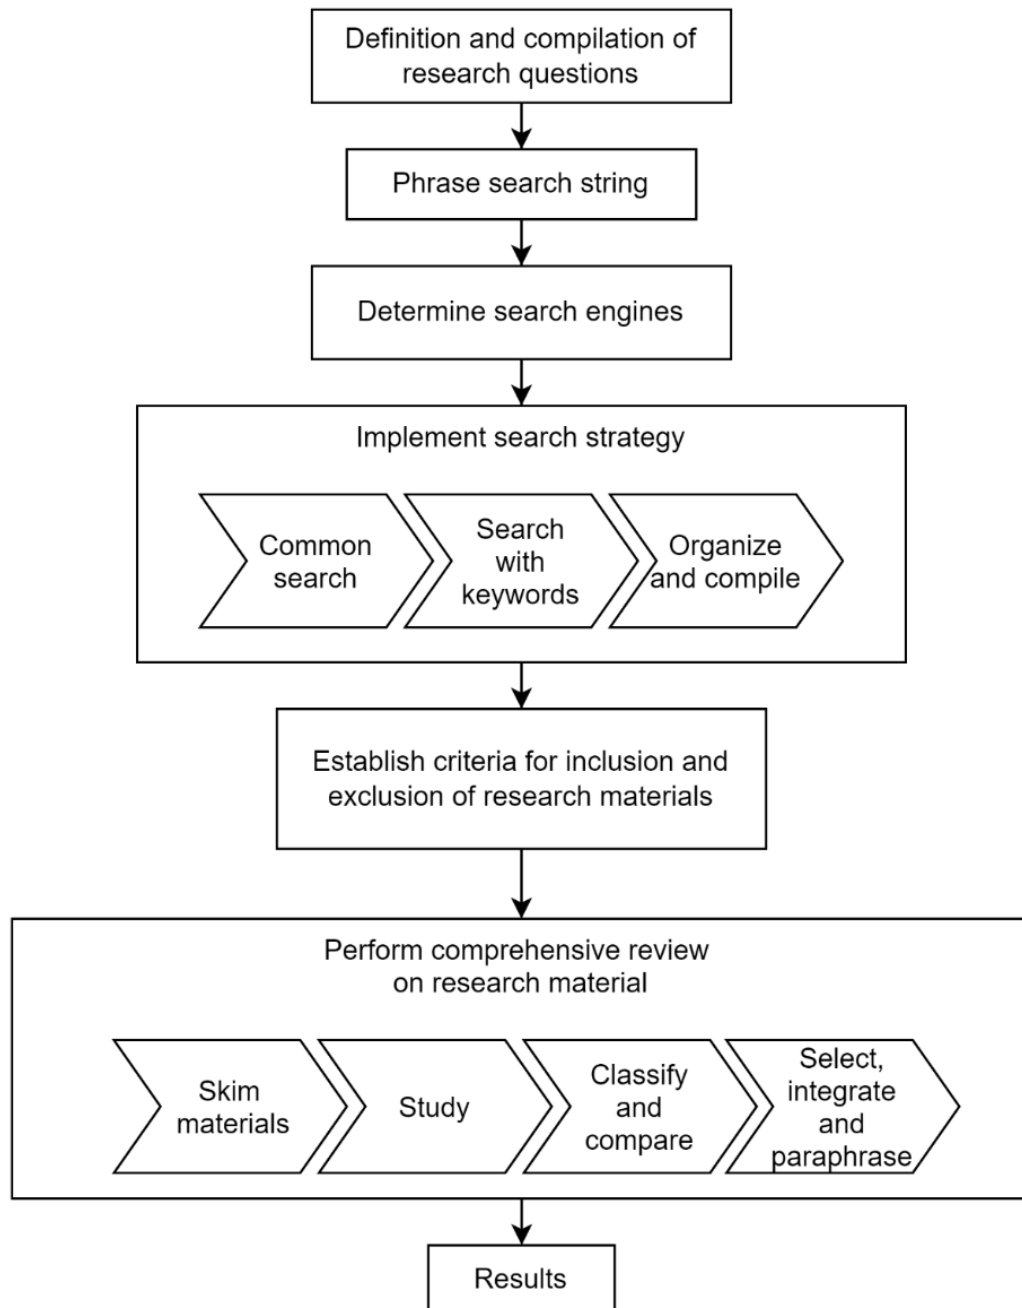 Definition and compilation of
research questions
Phrase search string
Determine search engines
Implement search strategy
Common
search
Search
with
keywords
Organize
and compile
Establish criteria for inclusion and
exclusion of research materials
Perform comprehensive review
on research material
Skim
materials
Study
Classify
and
compare
Select,
integrate
and
paraphrase
Results